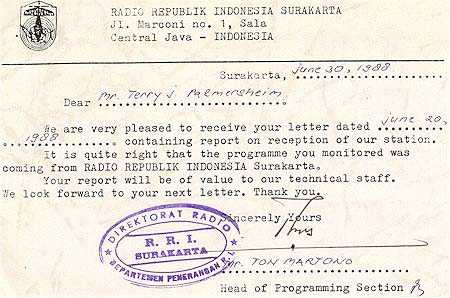 RADIO REPUBLIK INDONESIA SURAKARTA
Jl. Marconi no. 1, Sala
Central Java - INDONESIA
Surakarta, june 30, 1988
Dear Mr. Terry j Palmersheim
We are very pleased to receive your letter dated june 20,
1988 containing report on reception of our station.
It is quite right that the programme you monitored was
coming from RADIO REPUBLIK INDONESIA Surakarta.
Your report will be of value to our technical staff.
We look forward to your next letter. Thank you.
Sincerely Yours
DIREKTORAT RADIO
R. R. I.
SURAKARTA
DEPARTEMEN PENERANGAN R.I.
Mr. TON MARTONO
Head of Programming Section